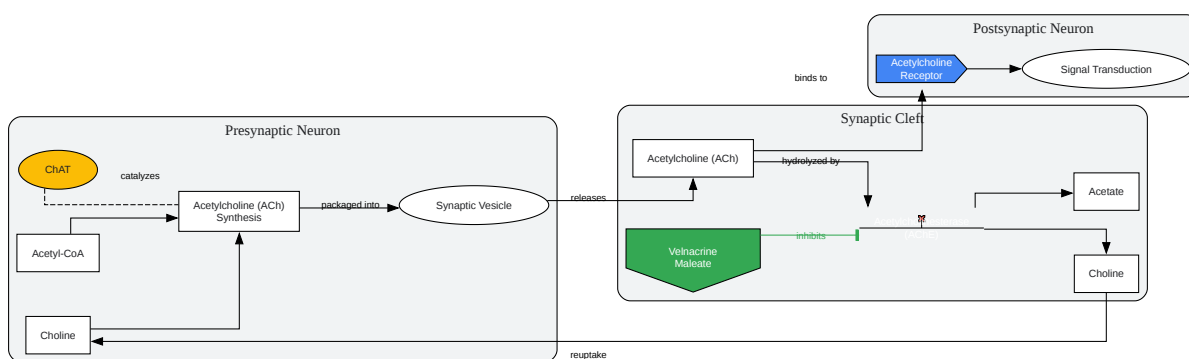 Postsynaptic Neuron
Acetylcholine
Receptor
Signal Transduction
binds to
Synaptic Cleft
Presynaptic Neuron
Acetylcholine (ACh)
hydrolyzed by
ChAT
catalyzes
Acetate
Acetylcholine (ACh)
Synthesis
packaged into
Synaptic Vesicle
releases
inhibits
Velnacrine
Maleate
Acetyl-CoA
Choline
Choline
reuptake